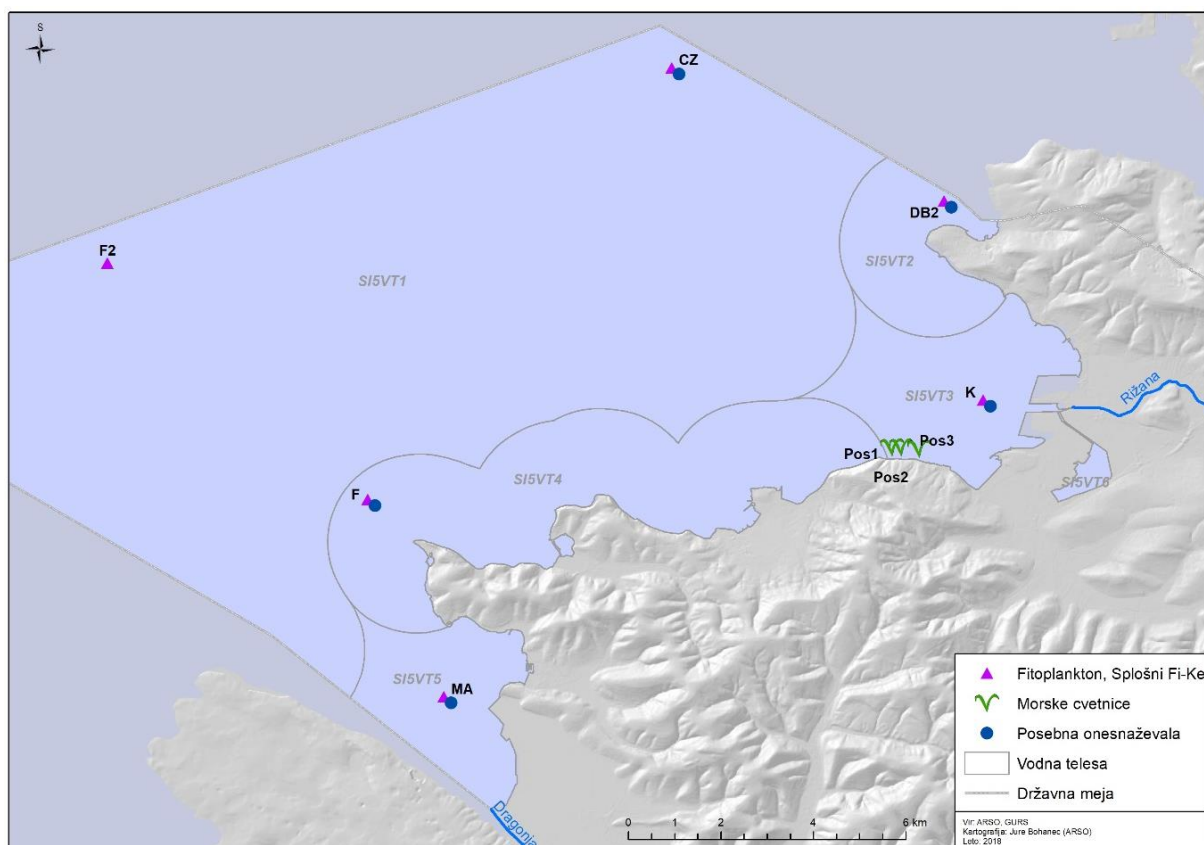 S
CZ
DB2
F2
SI5VT2
SI5VT1
Rižana
K
SI5VT3
Pos3
Pos1
Pos2
SI5VT4
SI5VT6
F
SI5VT5
MA
Dragonja
0 1 2 4 6 km
Fitoplankton, Splošni Fi-Ke
Morske cvetnice
Posebna onesnaževala
Vodna telesa
Državna meja
Vir: ARSO, GURS
Kartografija: Jure Bohanec (ARSO)
Leto: 2018